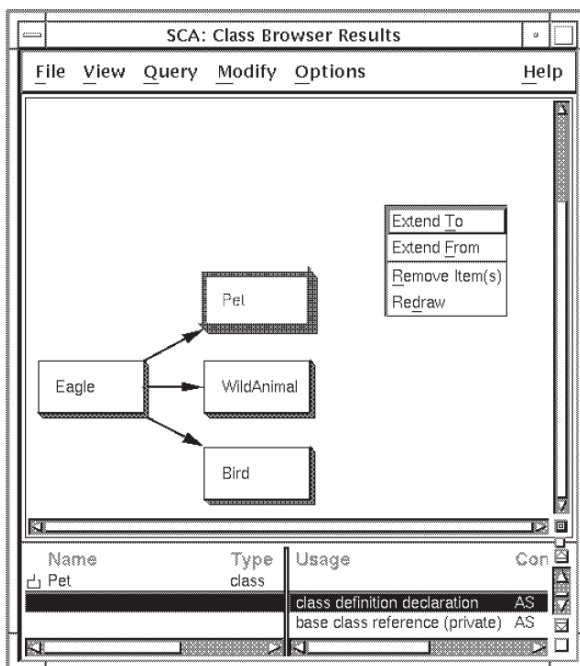 SCA: Class Browser Results
File View Query Modify Options Help
Extend To
Extend From
Remove Item(s)
Redraw
Pet
Eagle
WildAnimal
Bird
Name Type Usage Con
Pet class
class definition declaration AS
base class reference (private) AS